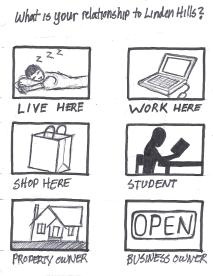 What is your relationship to Linden Hills?
z z z
LIVE HERE
WORK HERE
SHOP HERE
STUDENT
OPEN
PROPERTY OWNER
BUSINESS OWNER